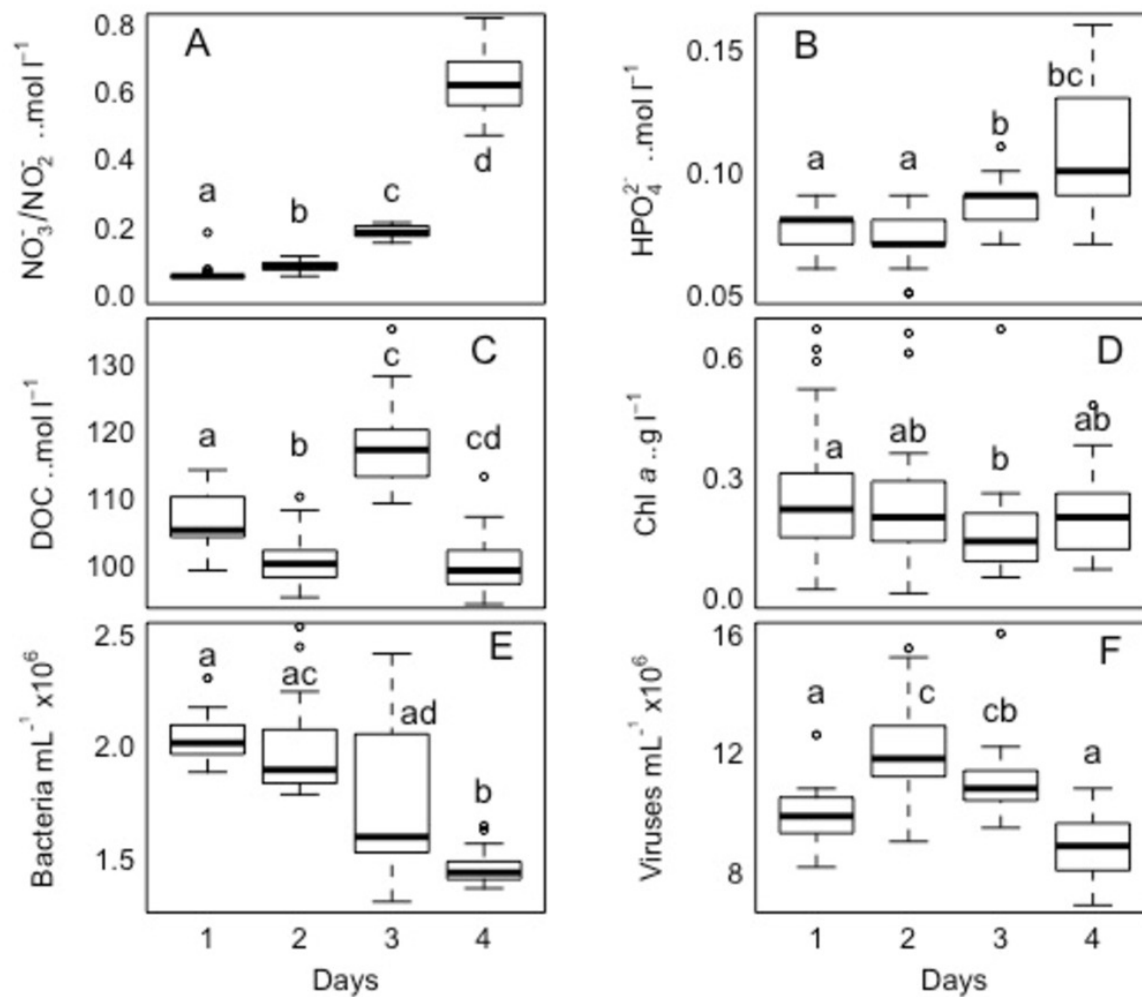 A
NO₃⁻/NO₂⁻ ..mol l⁻¹
0.8
0.6
0.4
0.2
0.0
a
b
c
d
B
HPO₄²⁻ ..mol l⁻¹
0.15
0.10
0.05
a
a
b
bc
C
DOC ..mol l⁻¹
130
120
110
100
a
b
c
cd
D
Chl a ..g l⁻¹
0.6
0.3
0.0
a
ab
b
ab
E
Bacteria mL⁻¹ x10⁶
2.5
2.0
1.5
a
ac
ad
b
1 2 3 4
Days
F
Viruses mL⁻¹ x10⁶
16
12
8
a
c
cb
a
1 2 3 4
Days